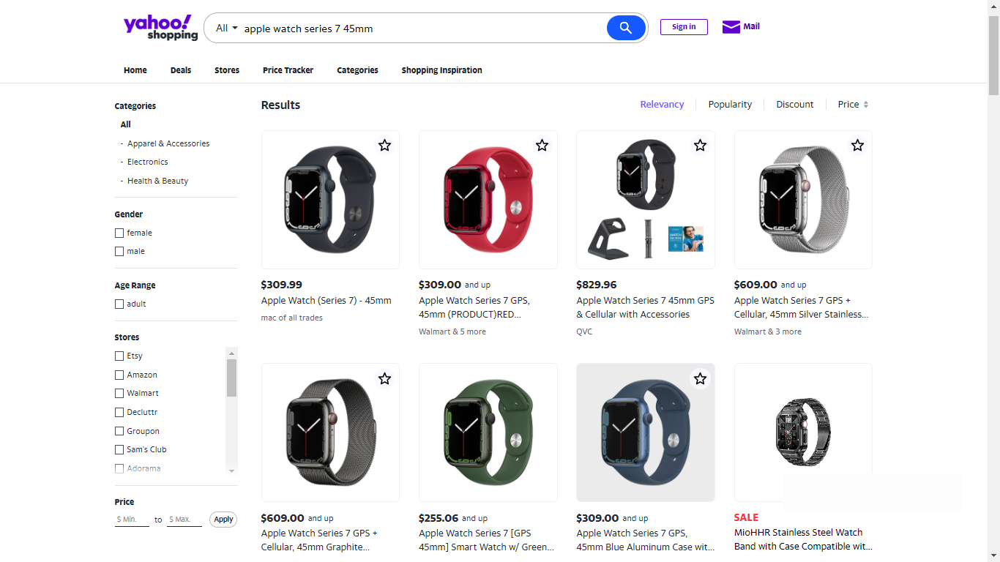 yahoo!
shopping
All
apple watch series 7 45mm
Sign in
Mail
Home
Deals
Stores
Price Tracker
Categories
Shopping Inspiration
Categories
All
- Apparel & Accessories
- Electronics
- Health & Beauty
Gender
female
male
Age Range
adult
Stores
Etsy
Amazon
Walmart
Decluttr
Groupon
Sam's Club
Adorama
Price
$ Min.
to
$ Max.
Apply
Results
Relevancy
Popularity
Discount
Price
$309.99
Apple Watch (Series 7) - 45mm
mac of all trades
$309.00 and up
Apple Watch Series 7 GPS,
45mm (PRODUCT)RED...
Walmart & 5 more
WATCH
$829.96
Apple Watch Series 7 45mm GPS
& Cellular with Accessories
QVC
$609.00 and up
Apple Watch Series 7 GPS +
Cellular, 45mm Silver Stainless...
Walmart & 3 more
$609.00 and up
Apple Watch Series 7 GPS +
Cellular, 45mm Graphite...
$255.06 and up
Apple Watch Series 7 [GPS
45mm] Smart Watch w/ Green...
$309.00 and up
Apple Watch Series 7 GPS,
45mm Blue Aluminum Case wit...
12
SALE
MioHHR Stainless Steel Watch
Band with Case Compatible wit...